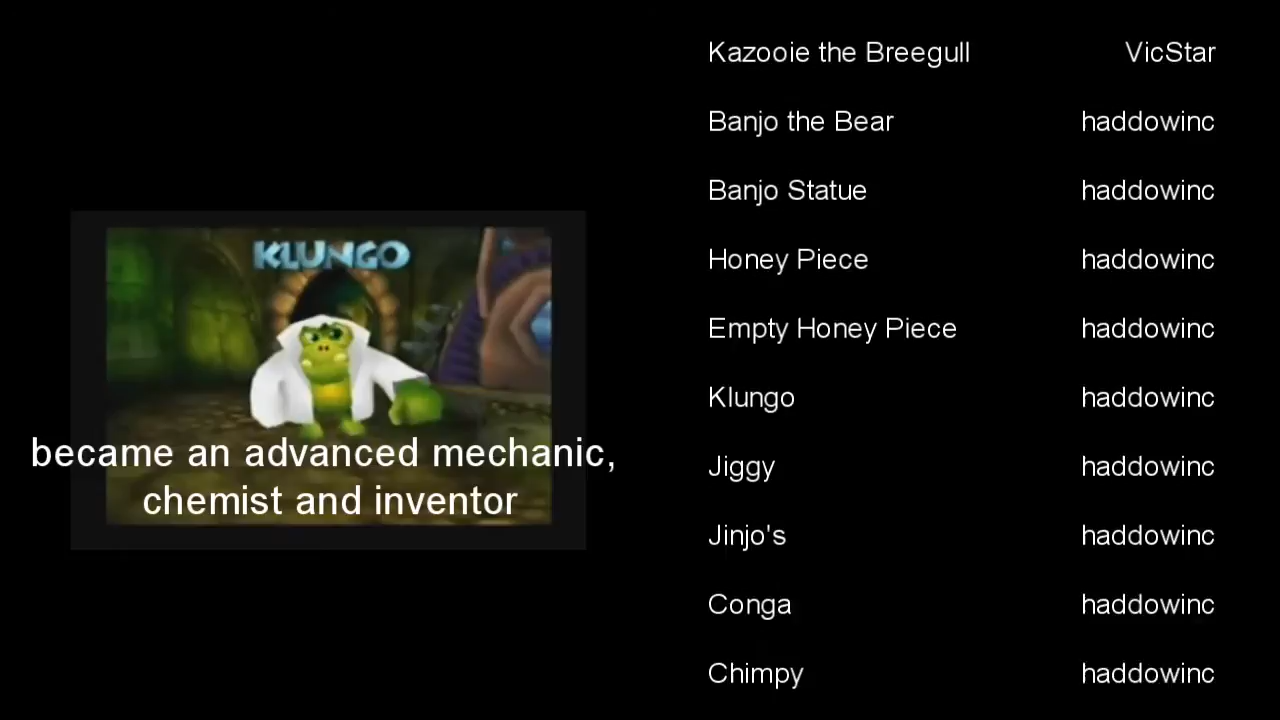 KLUNGO
became an advanced mechanic,
chemist and inventor
Kazooie the Breegull VicStar
Banjo the Bear haddowinc
Banjo Statue haddowinc
Honey Piece haddowinc
Empty Honey Piece haddowinc
Klungo haddowinc
Jiggy haddowinc
Jinjo's haddowinc
Conga haddowinc
Chimpy haddowinc